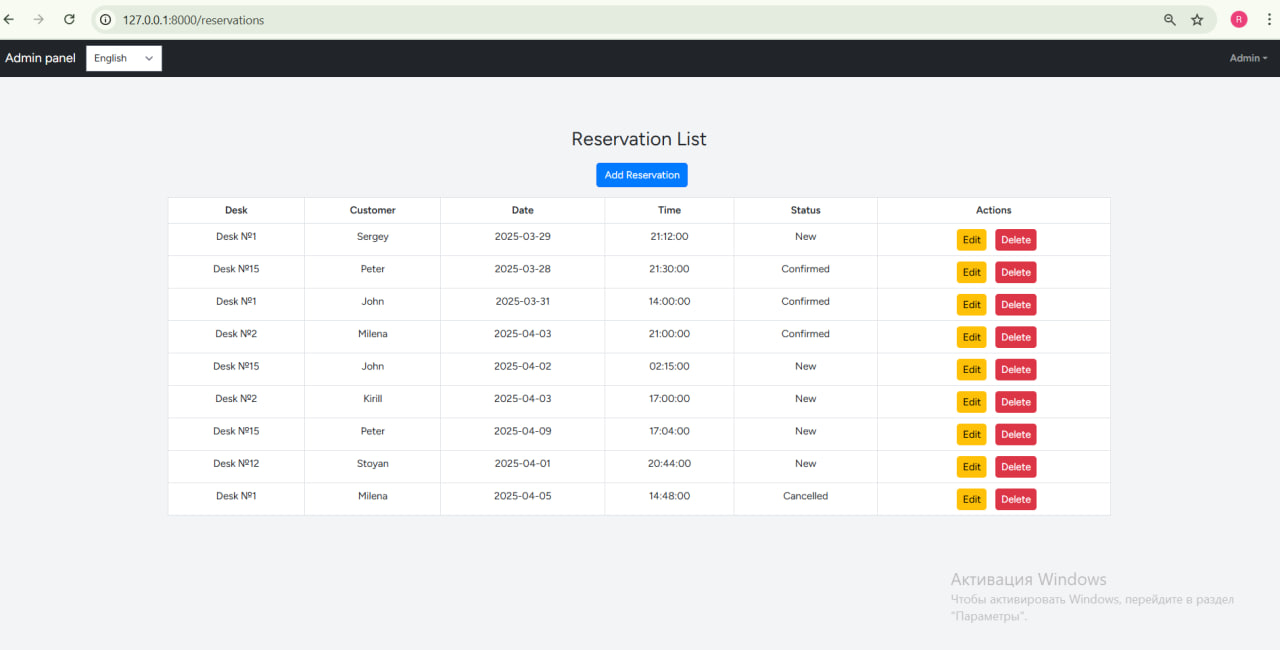 127.0.0.1:8000/reservations
R
Admin panel English Admin
Reservation List
Add Reservation
Desk Customer Date Time Status Actions
Desk №1 Sergey 2025-03-29 21:12:00 New Edit Delete
Desk №15 Peter 2025-03-28 21:30:00 Confirmed Edit Delete
Desk №1 John 2025-03-31 14:00:00 Confirmed Edit Delete
Desk №2 Milena 2025-04-03 21:00:00 Confirmed Edit Delete
Desk №15 John 2025-04-02 02:15:00 New Edit Delete
Desk №2 Kirill 2025-04-03 17:00:00 New Edit Delete
Desk №15 Peter 2025-04-09 17:04:00 New Edit Delete
Desk №12 Stoyan 2025-04-01 20:44:00 New Edit Delete
Desk №1 Milena 2025-04-05 14:48:00 Cancelled Edit Delete
Активация Windows
Чтобы активировать Windows, перейдите в раздел
"Параметры".